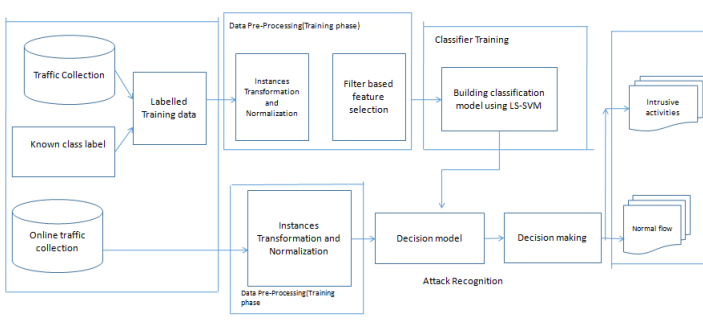 Data Pre-Processing(Training phase)
Classifier Training
Traffic Collection
Labelled
Training data
Known class label
Instances
Transformation
and
Normalization
Filter based
feature
selection
Building classification
model using LS-SVM
Intrusive
activities
Online traffic
collection
Instances
Transformation and
Normalization
Decision model
Decision making
Normal flow
Data Pre-Processing(Training
phase
Attack Recognition